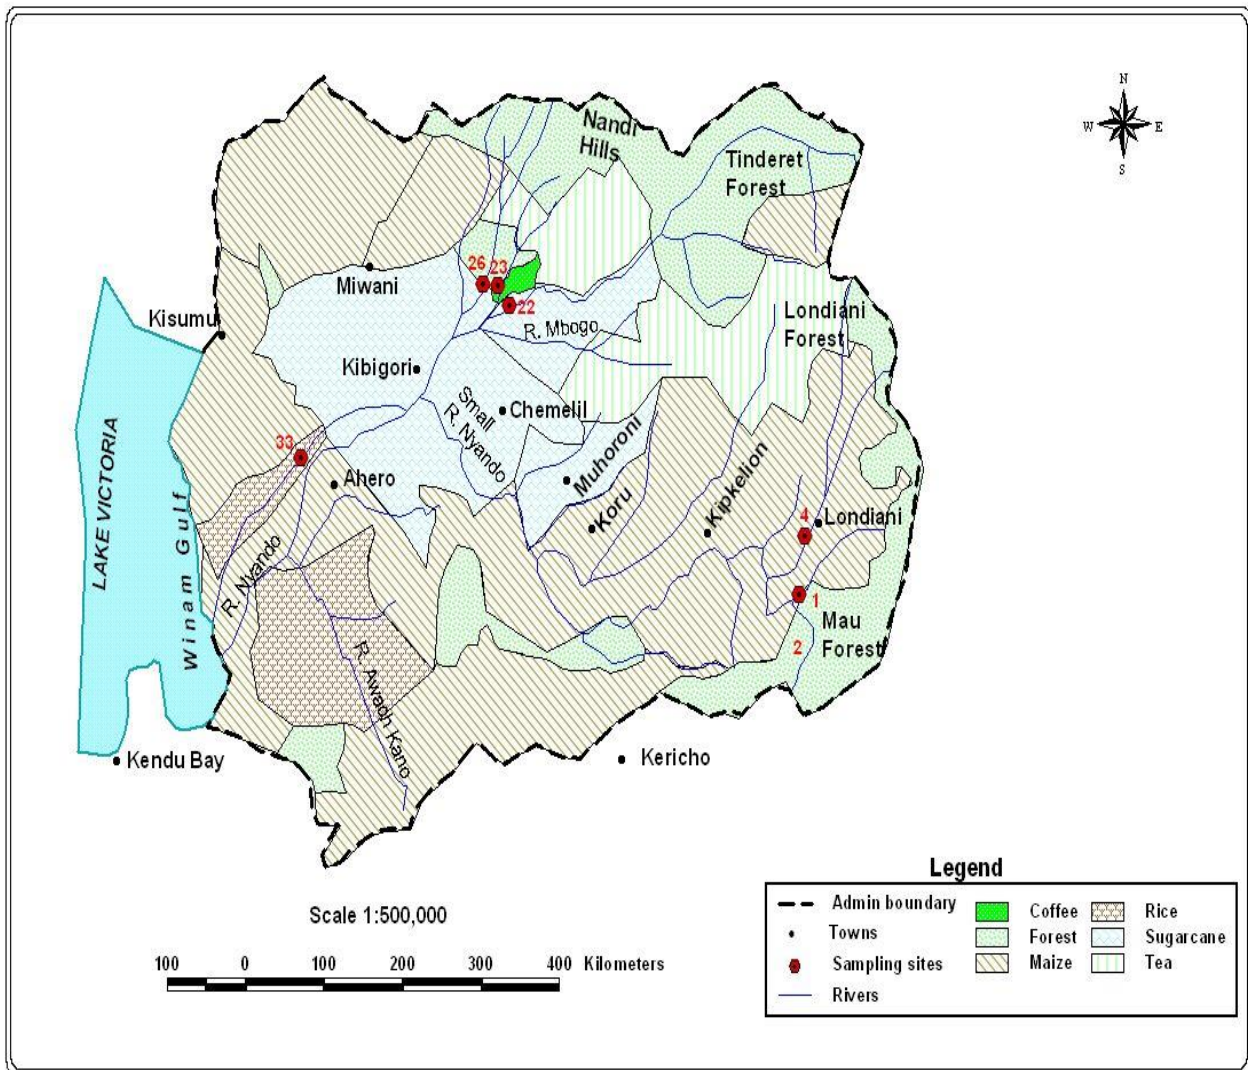 N
W
E
S
Nandi
Hills
Tinderet
Forest
26
23
22
Miwani
R. Mbogo
Londiani
Forest
Kisumu
Kibigori
Small
R. Nyando
Chemelil
LAKE VICTORIA
Winam Gulf
33
Ahero
Muhoroni
Koru
Kipkelion
4
Londiani
R. Nyando
1
2
Mau
Forest
R. Awach Kano
Kendu Bay
Kericho
Scale 1:500,000
100 0 100 200 300 400 Kilometers
Legend
Admin boundary
Towns
Sampling sites
Rivers
Coffee
Forest
Maize
Rice
Sugarcane
Tea